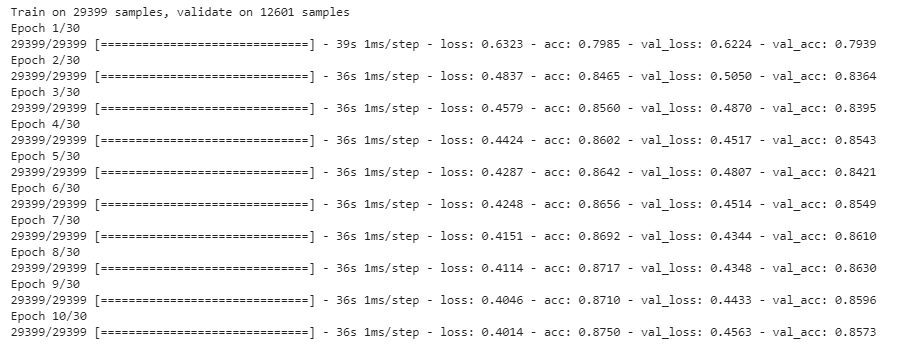 Train on 29399 samples, validate on 12601 samples
Epoch 1/30
29399/29399 [==============================] - 39s 1ms/step - loss: 0.6323 - acc: 0.7985 - val_loss: 0.6224 - val_acc: 0.7939
Epoch 2/30
29399/29399 [==============================] - 36s 1ms/step - loss: 0.4837 - acc: 0.8465 - val_loss: 0.5050 - val_acc: 0.8364
Epoch 3/30
29399/29399 [==============================] - 36s 1ms/step - loss: 0.4579 - acc: 0.8560 - val_loss: 0.4870 - val_acc: 0.8395
Epoch 4/30
29399/29399 [==============================] - 36s 1ms/step - loss: 0.4424 - acc: 0.8602 - val_loss: 0.4517 - val_acc: 0.8543
Epoch 5/30
29399/29399 [==============================] - 36s 1ms/step - loss: 0.4287 - acc: 0.8642 - val_loss: 0.4807 - val_acc: 0.8421
Epoch 6/30
29399/29399 [==============================] - 36s 1ms/step - loss: 0.4248 - acc: 0.8656 - val_loss: 0.4514 - val_acc: 0.8549
Epoch 7/30
29399/29399 [==============================] - 36s 1ms/step - loss: 0.4151 - acc: 0.8692 - val_loss: 0.4344 - val_acc: 0.8610
Epoch 8/30
29399/29399 [==============================] - 36s 1ms/step - loss: 0.4114 - acc: 0.8717 - val_loss: 0.4348 - val_acc: 0.8630
Epoch 9/30
29399/29399 [==============================] - 36s 1ms/step - loss: 0.4046 - acc: 0.8710 - val_loss: 0.4433 - val_acc: 0.8596
Epoch 10/30
29399/29399 [==============================] - 36s 1ms/step - loss: 0.4014 - acc: 0.8750 - val_loss: 0.4563 - val_acc: 0.8573